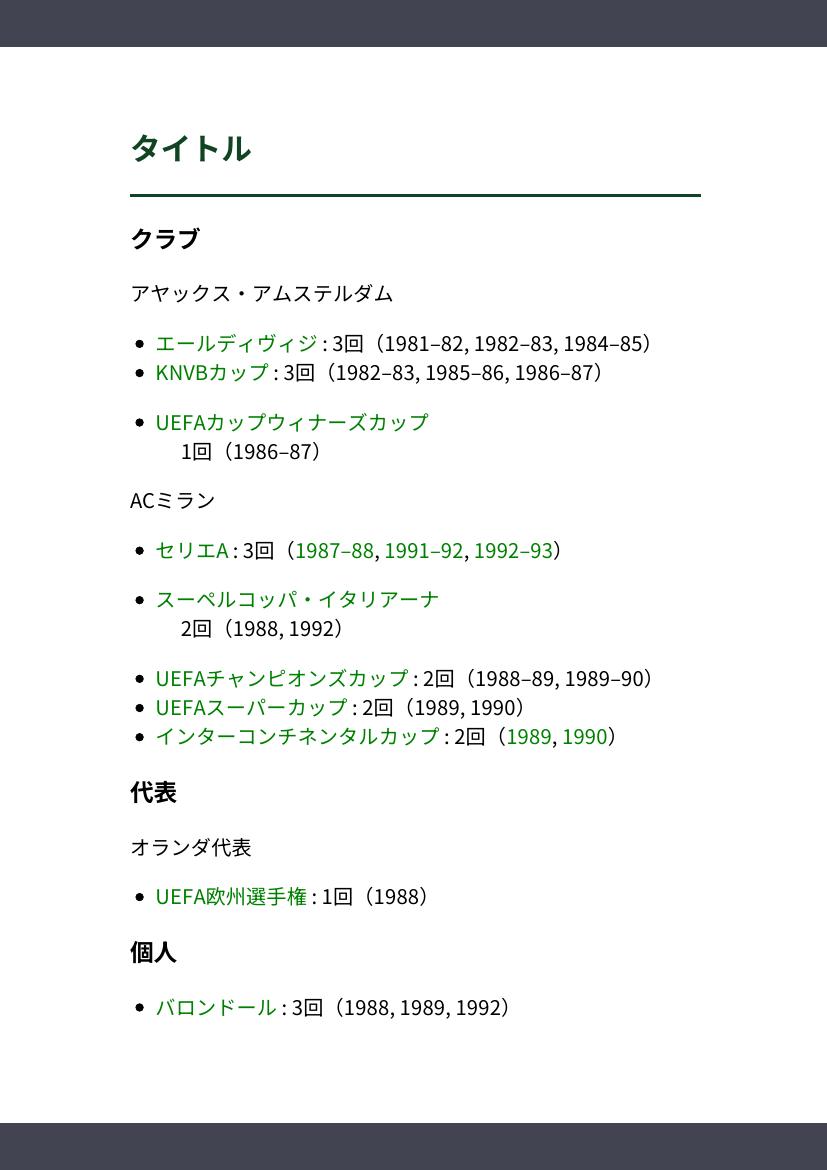 タイトル
クラブ
アヤックス・アムステルダム
• エールディヴィジ : 3回（1981–82, 1982–83, 1984–85）
• KNVBカップ : 3回（1982–83, 1985–86, 1986–87）
• UEFAカップウィナーズカップ
1回（1986–87）
ACミラン
• セリエA : 3回（1987–88, 1991–92, 1992–93）
• スーペルコッパ・イタリアーナ
2回（1988, 1992）
• UEFAチャンピオンズカップ : 2回（1988–89, 1989–90）
• UEFAスーパーカップ : 2回（1989, 1990）
• インターコンチネンタルカップ : 2回（1989, 1990）
代表
オランダ代表
• UEFA欧州選手権 : 1回（1988）
個人
• バロンドール : 3回（1988, 1989, 1992）